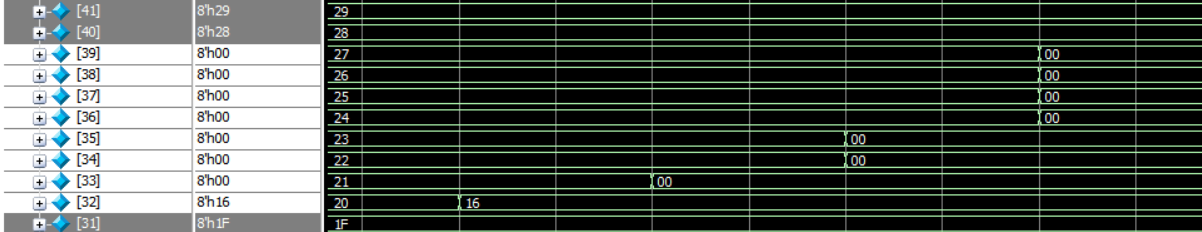 [41] 8'h29 29
[40] 8'h28 28
[39] 8'h00 27 00
[38] 8'h00 26 00
[37] 8'h00 25 00
[36] 8'h00 24 00
[35] 8'h00 23 00
[34] 8'h00 22 00
[33] 8'h00 21 00
[32] 8'h16 20 16
[31] 8'h1F 1F